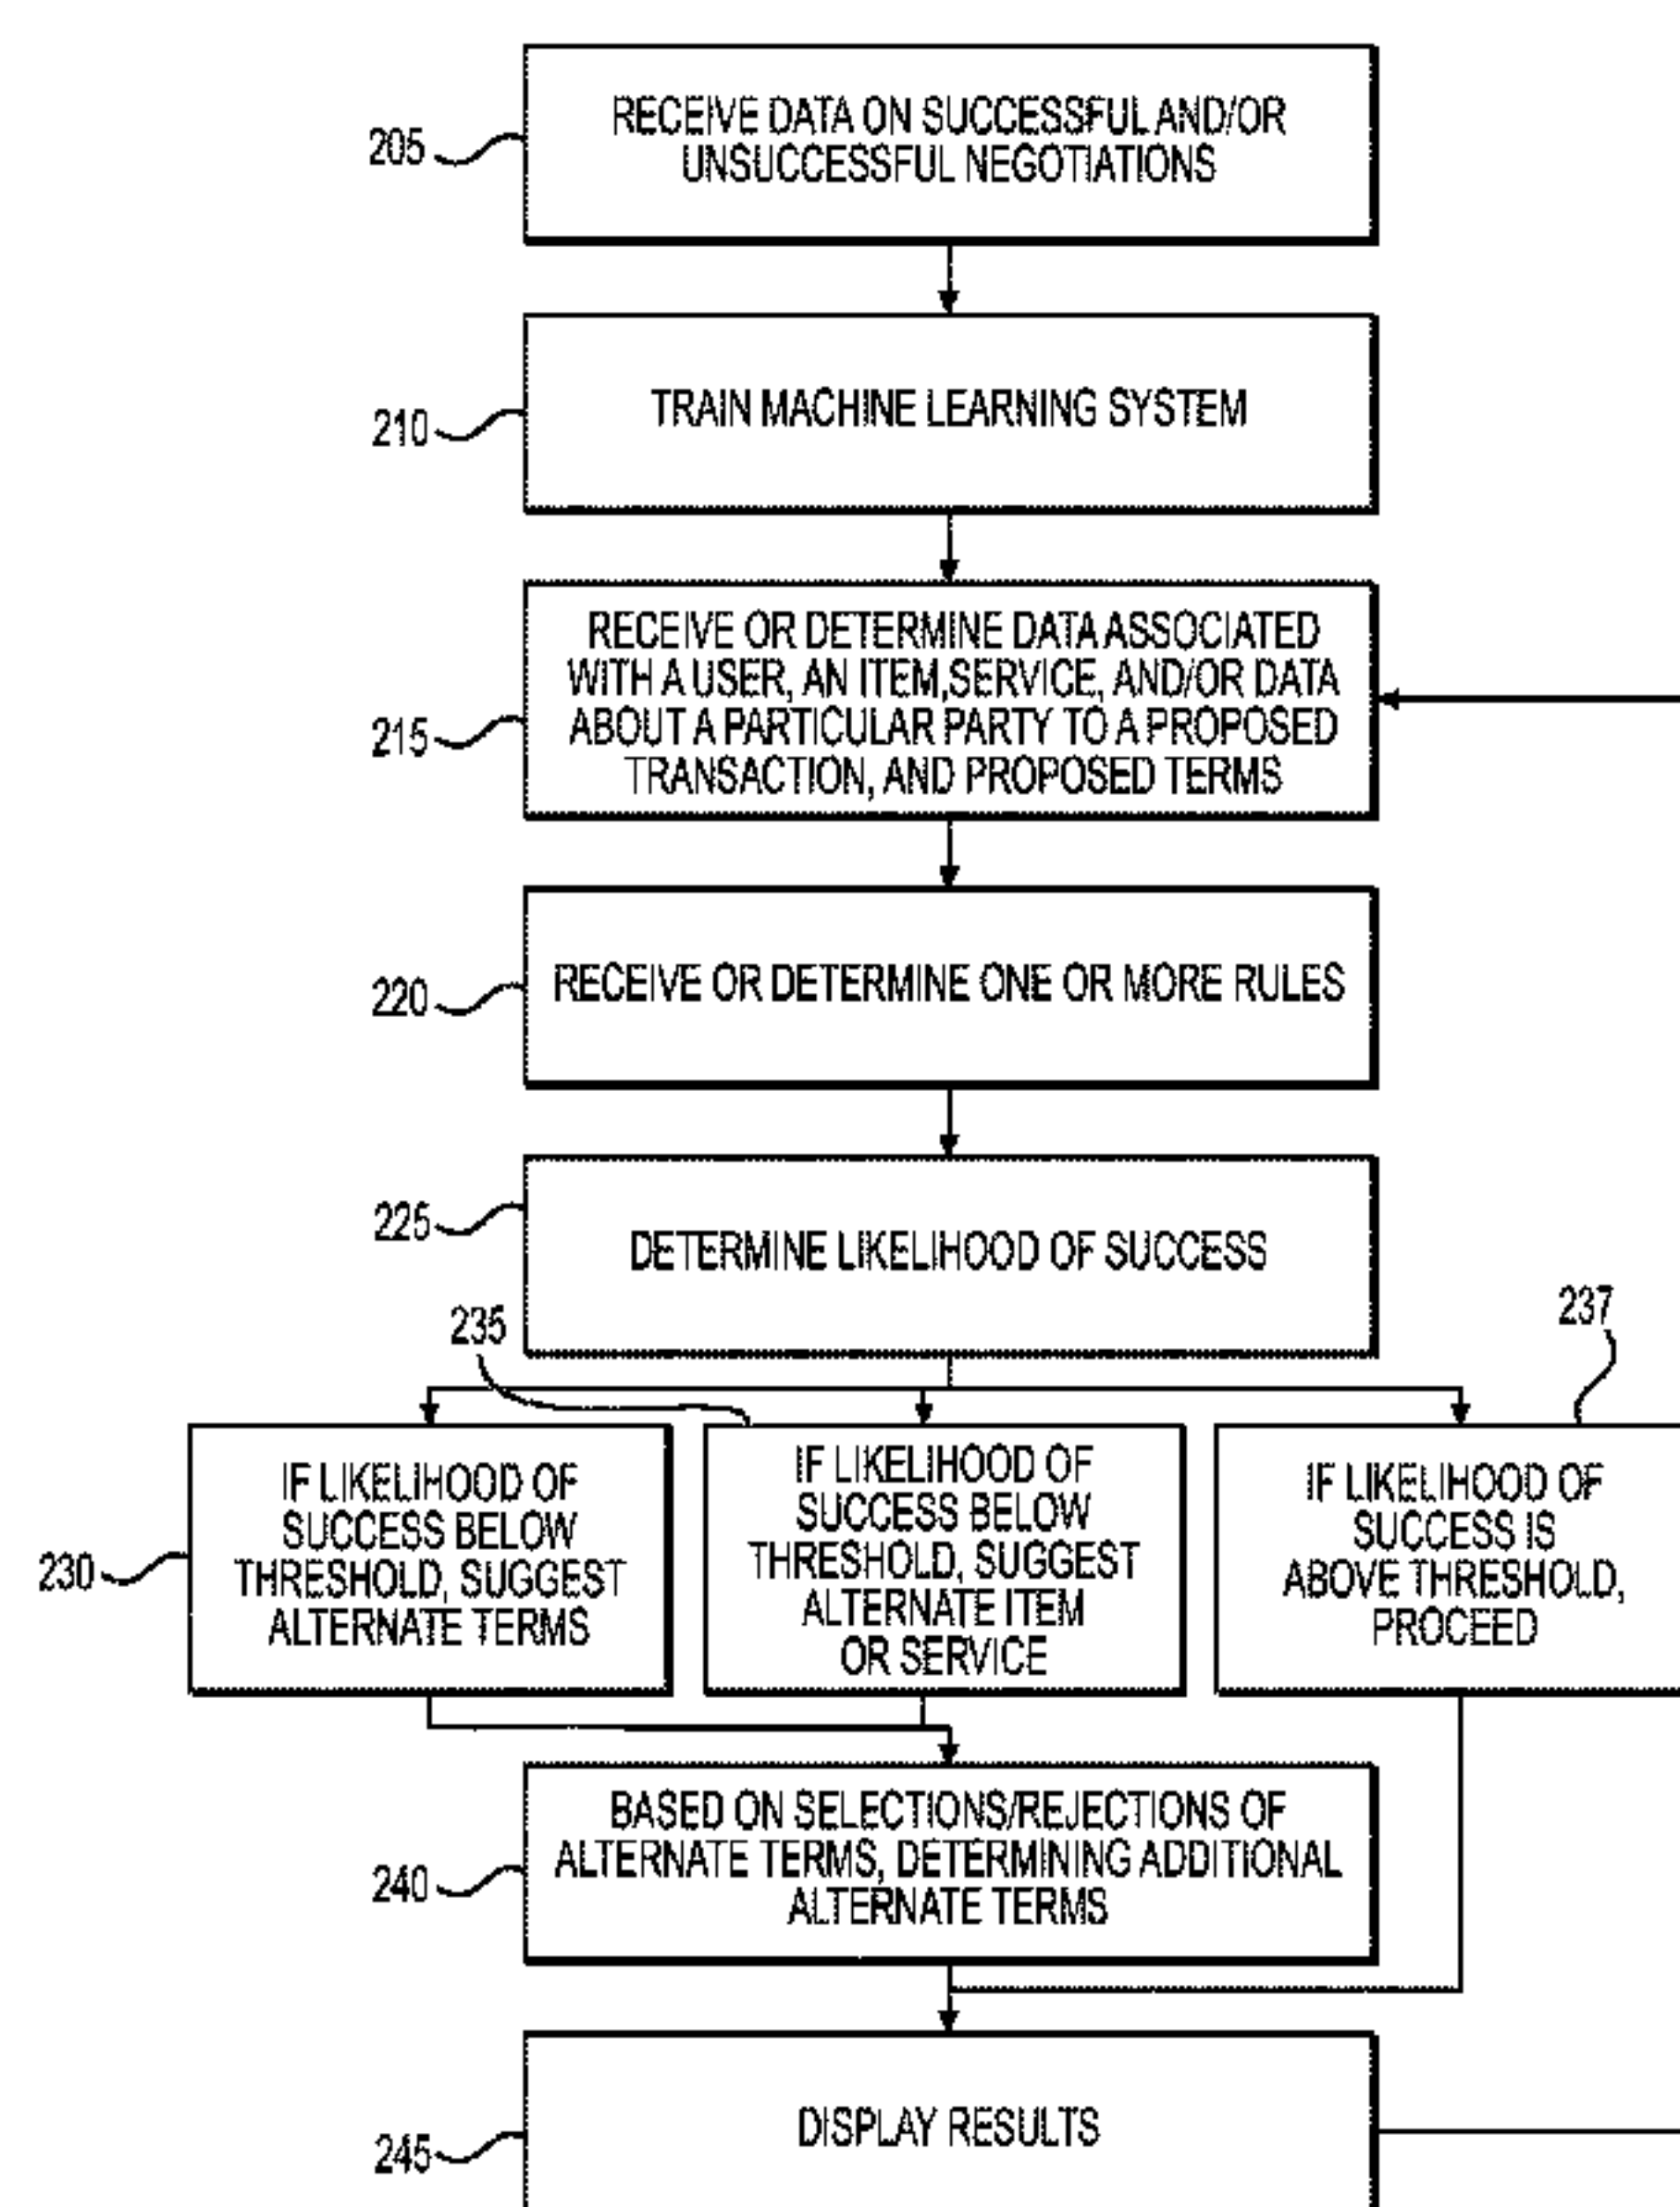 205
RECEIVE DATA ON SUCCESSFUL AND/OR
UNSUCCESSFUL NEGOTIATIONS
210
TRAIN MACHINE LEARNING SYSTEM
215
RECEIVE OR DETERMINE DATA ASSOCIATED
WITH A USER, AN ITEM,SERVICE, AND/OR DATA
ABOUT A PARTICULAR PARTY TO A PROPOSED
TRANSACTION, AND PROPOSED TERMS
220
RECEIVE OR DETERMINE ONE OR MORE RULES
225
DETERMINE LIKELIHOOD OF SUCCESS
230
IF LIKELIHOOD OF
SUCCESS BELOW
THRESHOLD, SUGGEST
ALTERNATE TERMS
235
IF LIKELIHOOD OF
SUCCESS BELOW
THRESHOLD, SUGGEST
ALTERNATE ITEM
OR SERVICE
237
IF LIKELIHOOD OF
SUCCESS IS
ABOVE THRESHOLD,
PROCEED
240
BASED ON SELECTIONS/REJECTIONS OF
ALTERNATE TERMS, DETERMINING ADDITIONAL
ALTERNATE TERMS
245
DISPLAY RESULTS